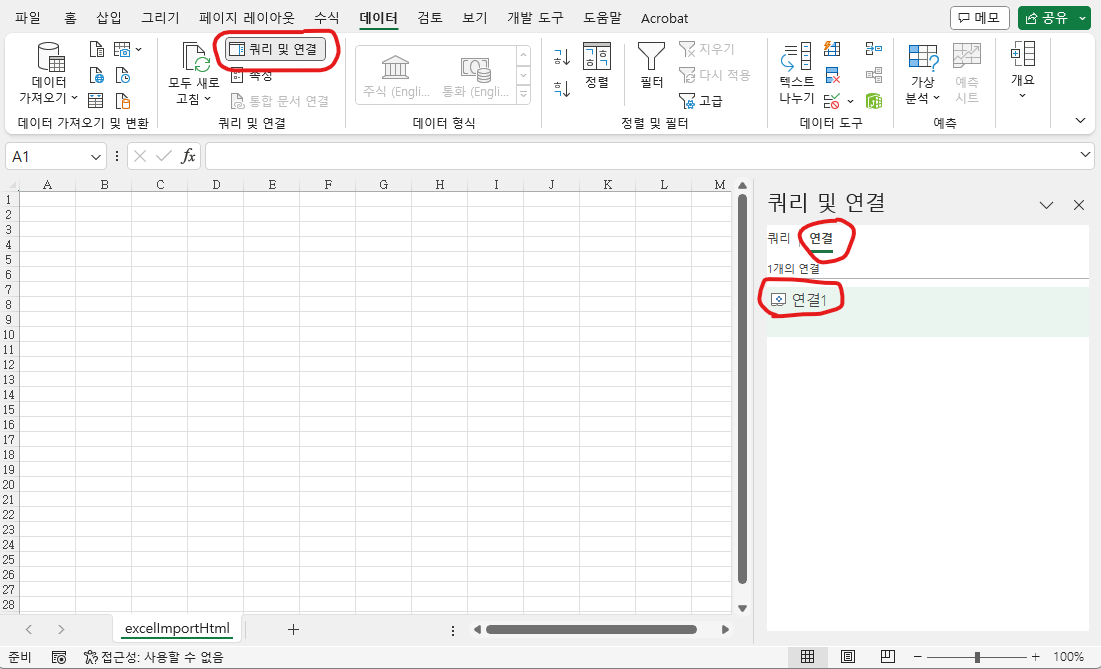 파일 홈 삽입 그리기 페이지 레이아웃 수식 데이터 검토 보기 개발 도구 도움말 Acrobat 메모 공유
데이터
가져오기
모두 새로
고침
쿼리 및 연결
속성
통합 문서 연결
주식 (Engli...
통화 (Engli...
정렬
필터
지우기
다시 적용
고급
텍스트
나누기
가상
분석
예측
시트
개요
데이터 가져오기 및 변환 쿼리 및 연결 데이터 형식 정렬 및 필터 데이터 도구 예측
A1 fx
A B C D E F G H I J K L M
1
2
3
4
5
6
7
8
9
10
11
12
13
14
15
16
17
18
19
20
21
22
23
24
25
26
27
28
쿼리 및 연결
쿼리 연결
1개의 연결
연결1
excelImportHtml
준비 접근성: 사용할 수 없음 100%